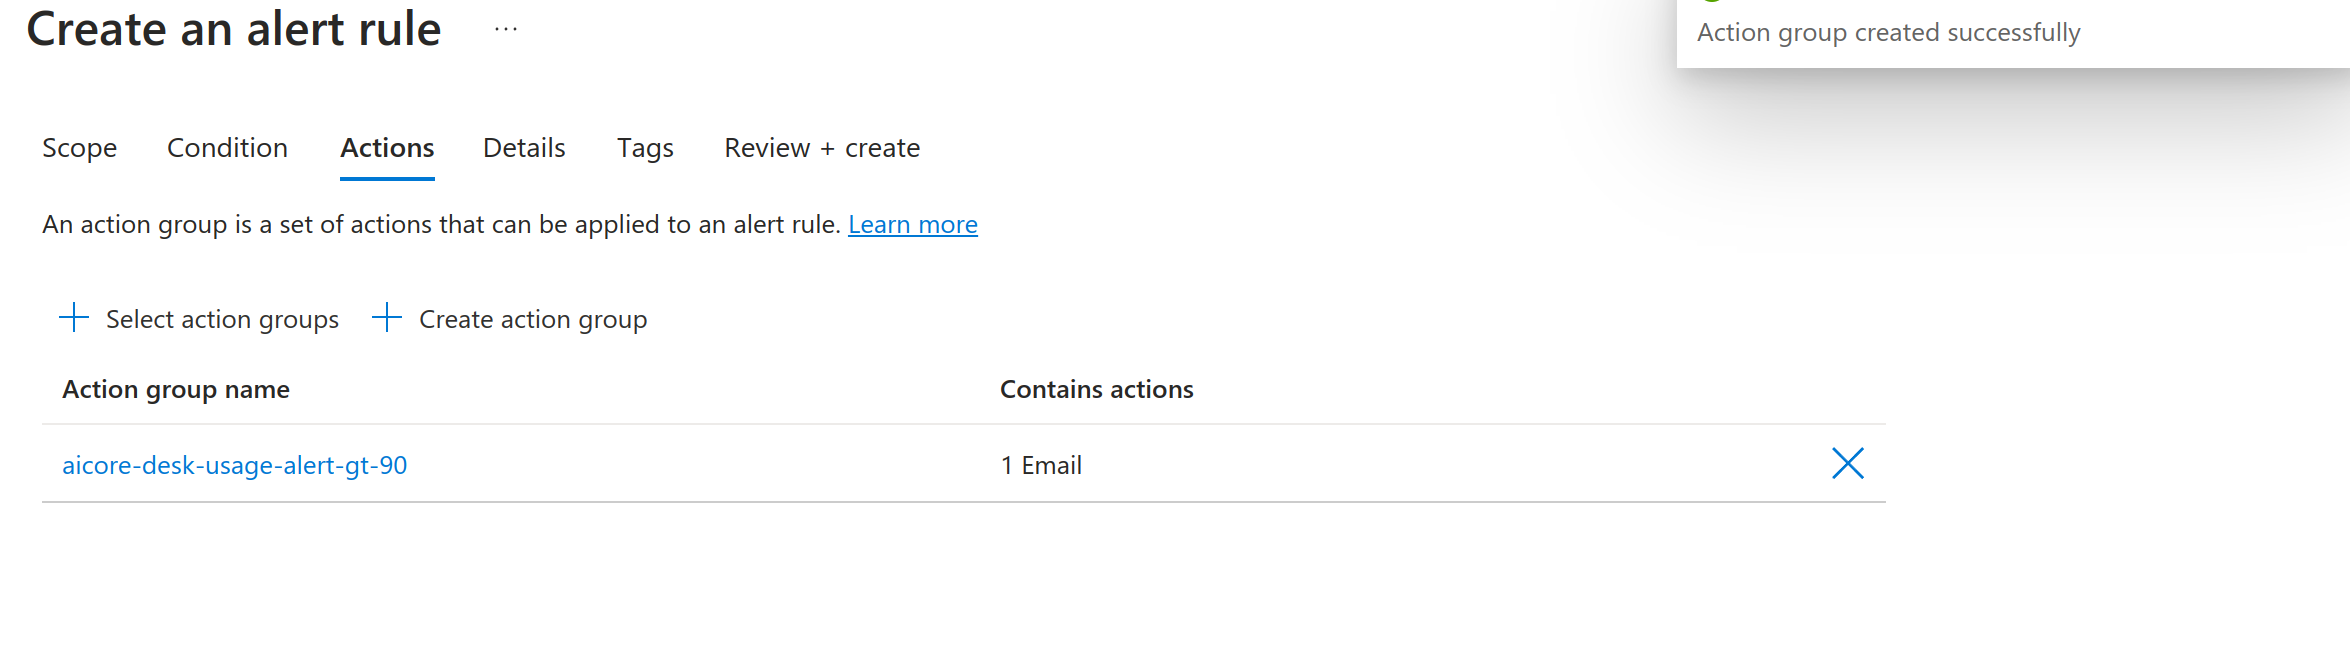 Create an alert rule ...
Action group created successfully
Scope Condition Actions Details Tags Review + create
An action group is a set of actions that can be applied to an alert rule. Learn more
Select action groups Create action group
Action group name Contains actions
aicore-desk-usage-alert-gt-90 1 Email